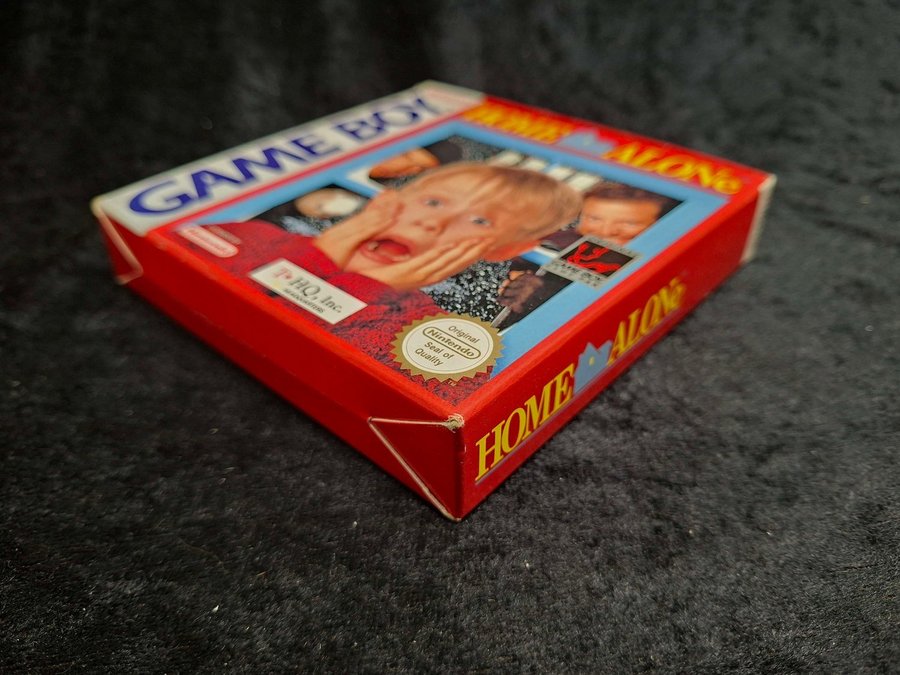 GAME BOY
HOME ALONe
Nintendo
T•HQ, Inc.
Original
Nintendo
Seal of
Quality
HOME ALONe